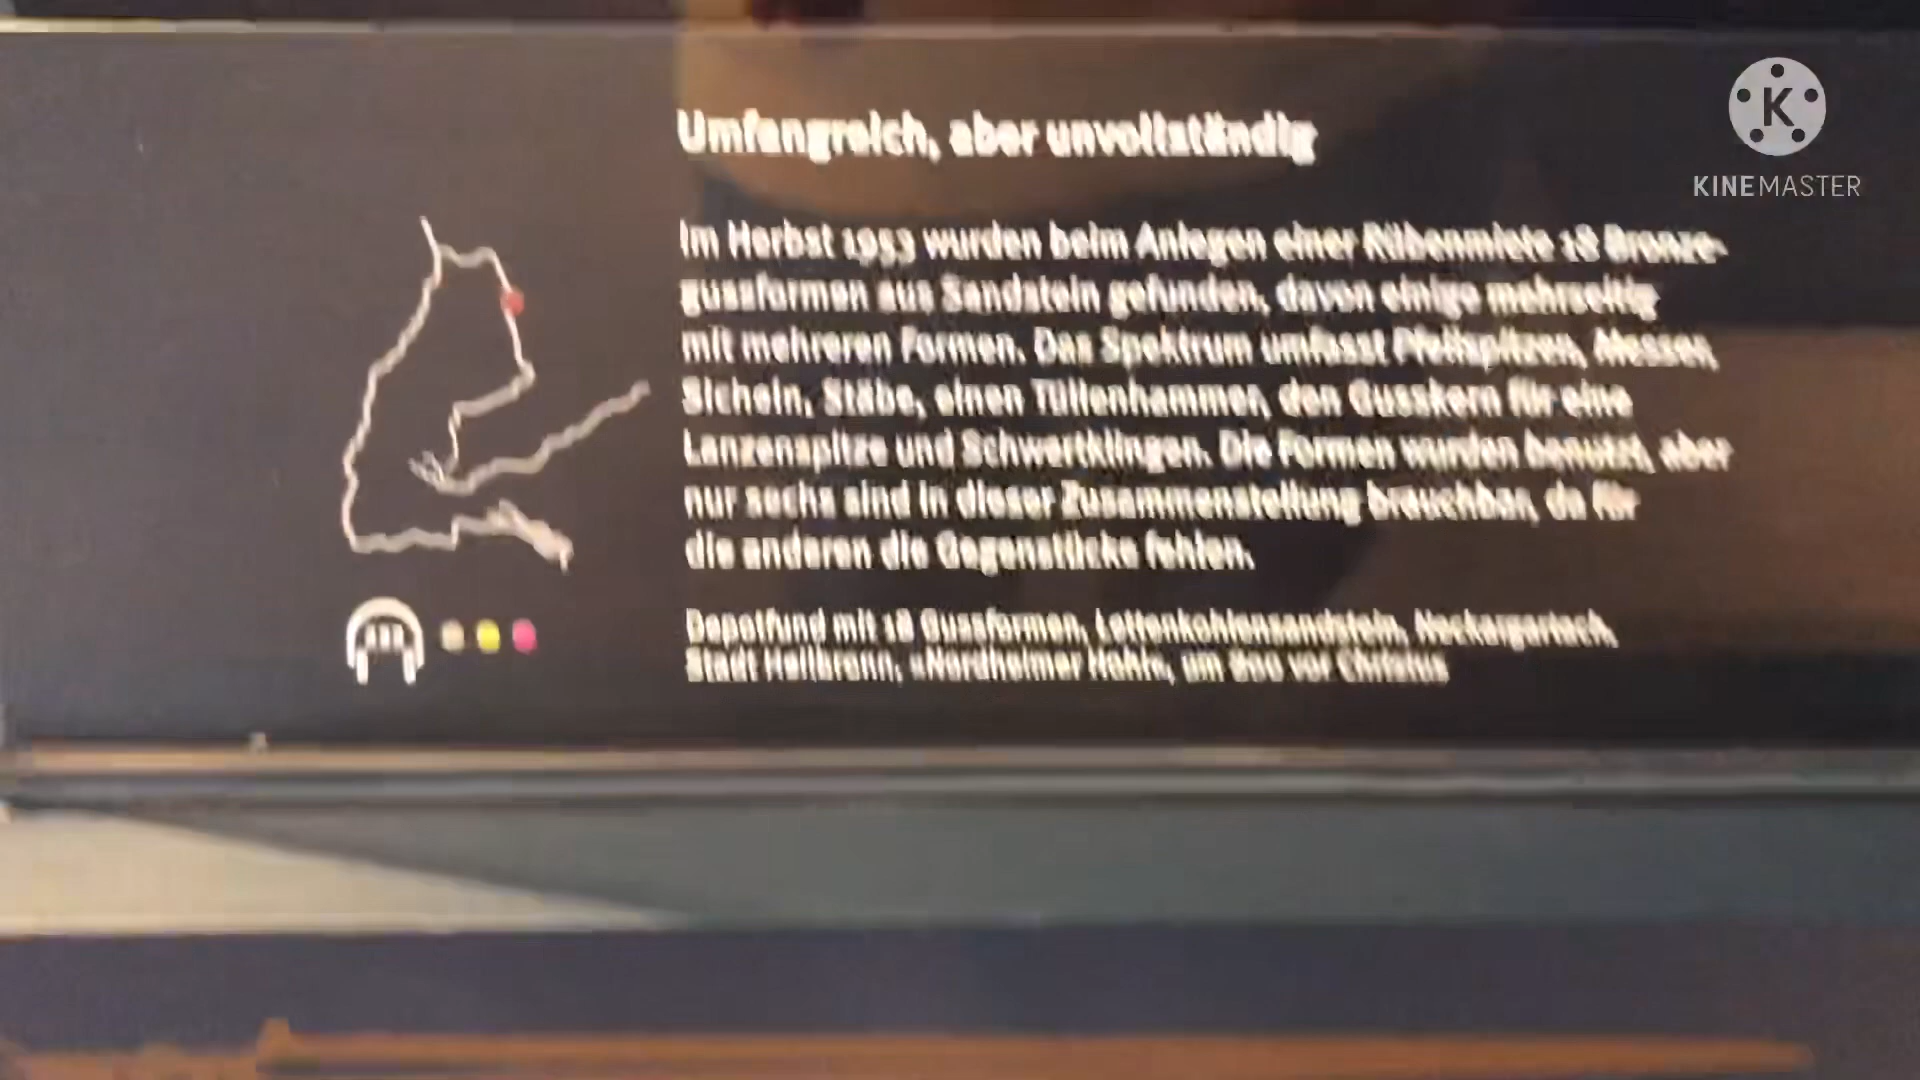 Umfangreich, aber unvollständig
Im Herbst 1953 wurden beim Anlegen einer Rübenmiete 18 Bronze-
gussformen aus Sandstein gefunden, davon einige mehrseitig
mit mehreren Formen. Das Spektrum umfasst Pfeilspitzen, Messer,
Sicheln, Stäbe, einen Tüllenhammer, den Gusskern für eine
Lanzenspitze und Schwertklingen. Die Formen wurden benutzt, aber
nur sechs sind in dieser Zusammenstellung brauchbar, da für
die anderen die Gegenstücke fehlen.
Depotfund mit 18 Gussformen, Lettenkohlensandstein, Neckargartach,
Stadt Heilbronn, »Nordheimer Hohl«, um vor Christus
K
KINEMASTER